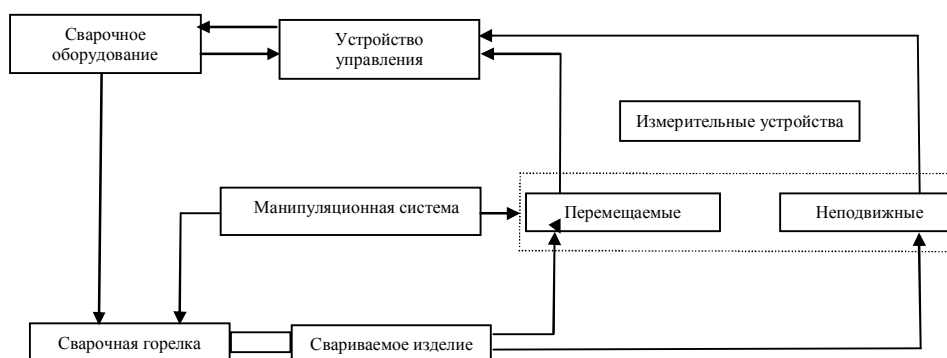 Сварочное
оборудование
Устройство
управления
Измерительные устройства
Манипуляционная система
Перемещаемые
Неподвижные
Сварочная горелка
Свариваемое изделие